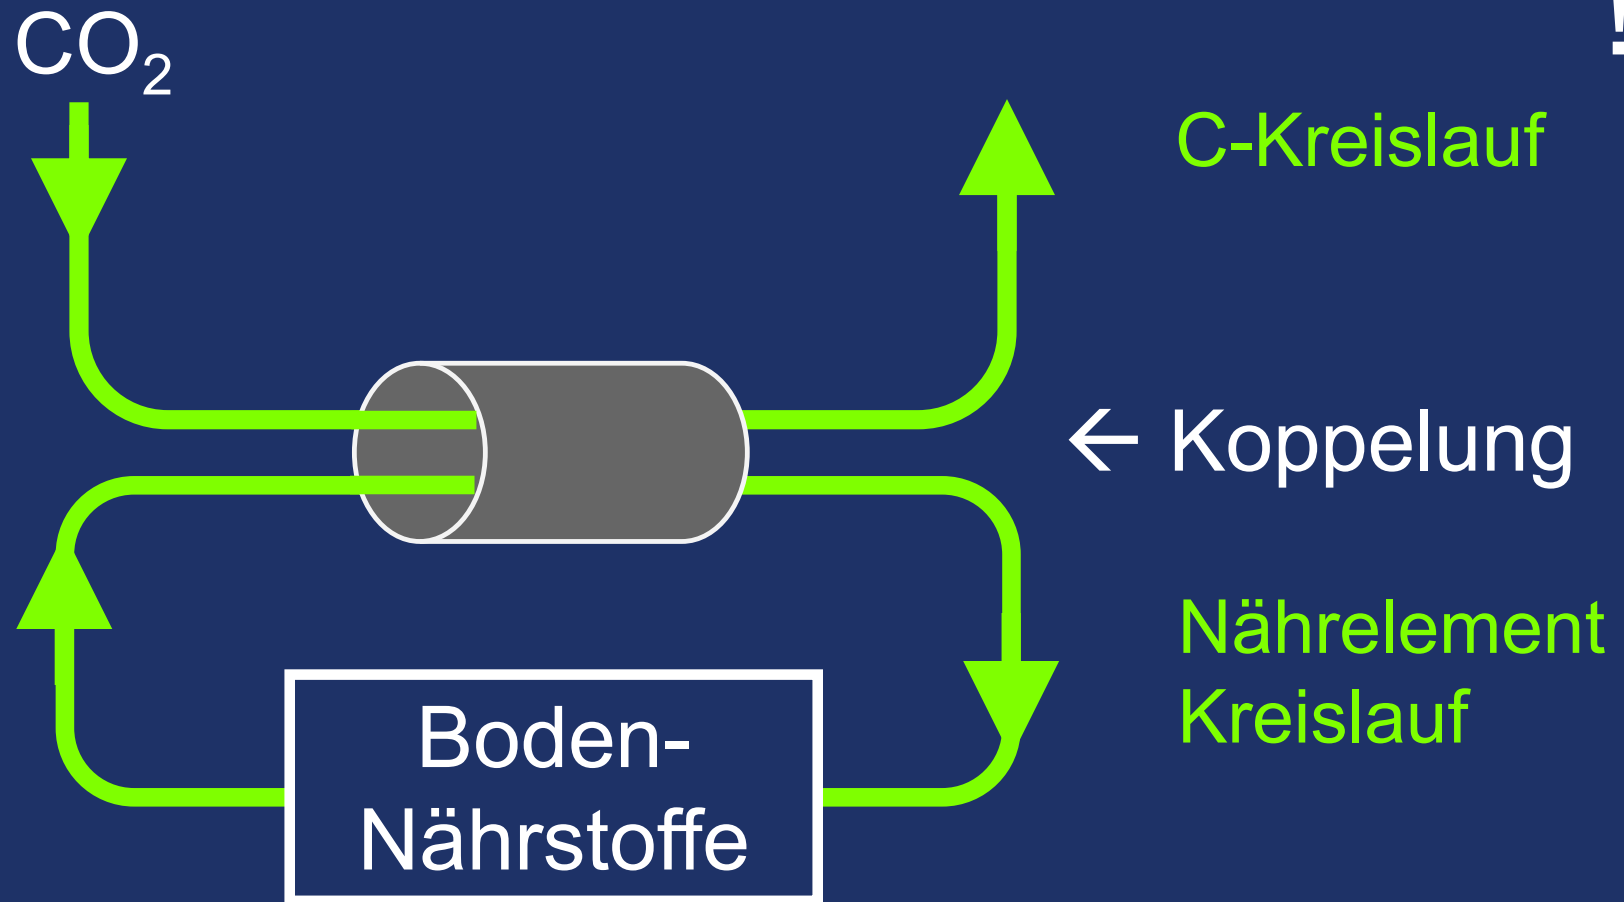 CO₂
!
C-Kreislauf
← Koppelung
Nährelement
Kreislauf
Boden-
Nährstoffe